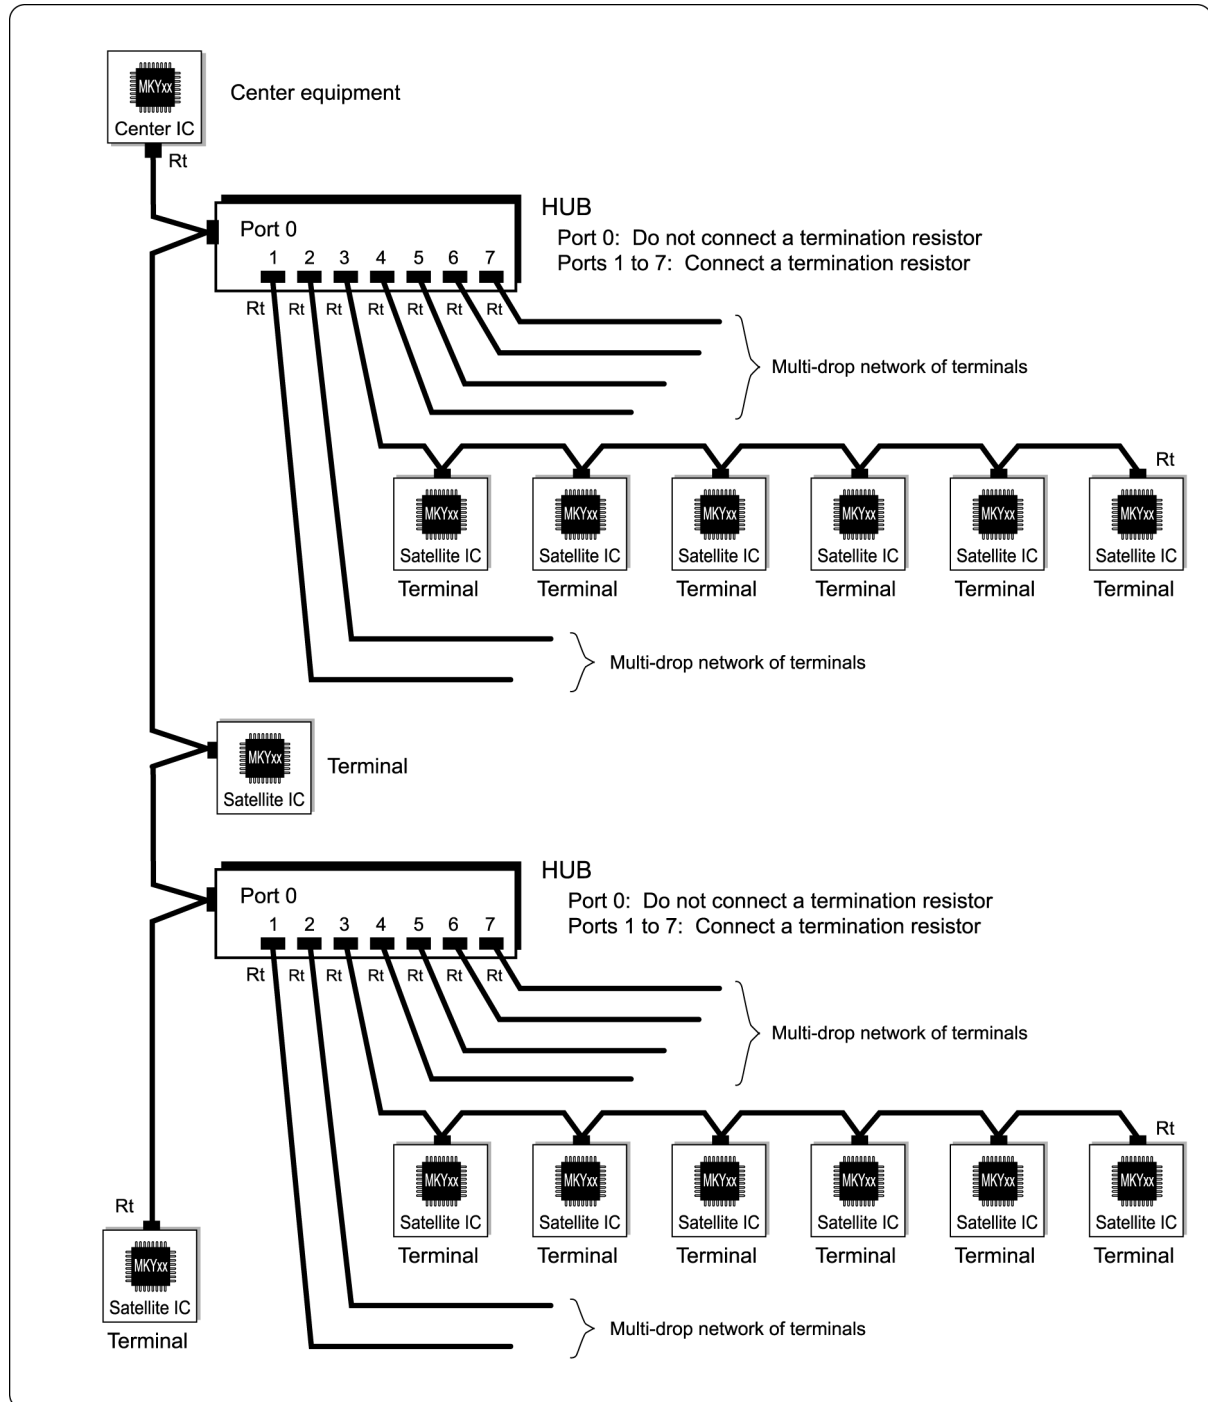 MKYxx
Center IC
Center equipment
Rt
HUB
Port 0
Port 0: Do not connect a termination resistor
Ports 1 to 7: Connect a termination resistor
1 2 3 4 5 6 7
Rt Rt Rt Rt Rt Rt Rt
Multi-drop network of terminals
Rt
MKYxx MKYxx MKYxx MKYxx MKYxx MKYxx
Satellite IC Satellite IC Satellite IC Satellite IC Satellite IC Satellite IC
Terminal Terminal Terminal Terminal Terminal Terminal
Multi-drop network of terminals
MKYxx
Terminal
Satellite IC
HUB
Port 0
Port 0: Do not connect a termination resistor
Ports 1 to 7: Connect a termination resistor
1 2 3 4 5 6 7
Rt Rt Rt Rt Rt Rt Rt
Multi-drop network of terminals
Rt
MKYxx MKYxx MKYxx MKYxx MKYxx MKYxx
Satellite IC Satellite IC Satellite IC Satellite IC Satellite IC Satellite IC
Terminal Terminal Terminal Terminal Terminal Terminal
Rt
MKYxx
Satellite IC
Terminal
Multi-drop network of terminals